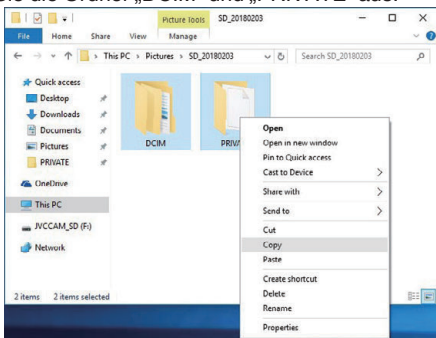 die Ordner „DCIM“ und „PRIVATE“ aus.
Picture Tools SD_20180203
File Home Share View Manage
This PC > Pictures > SD_20180203 Search SD_20180203
Quick access
Desktop
Downloads
Documents
Pictures
PRIVATE
OneDrive
This PC
JVCCAM_SD (F:)
Network
DCIM
Open
Open in new window
Pin to Quick access
Cast to Device
Share with
Send to
Cut
Copy
Paste
Create shortcut
Delete
Rename
Properties
2 items 2 items selected